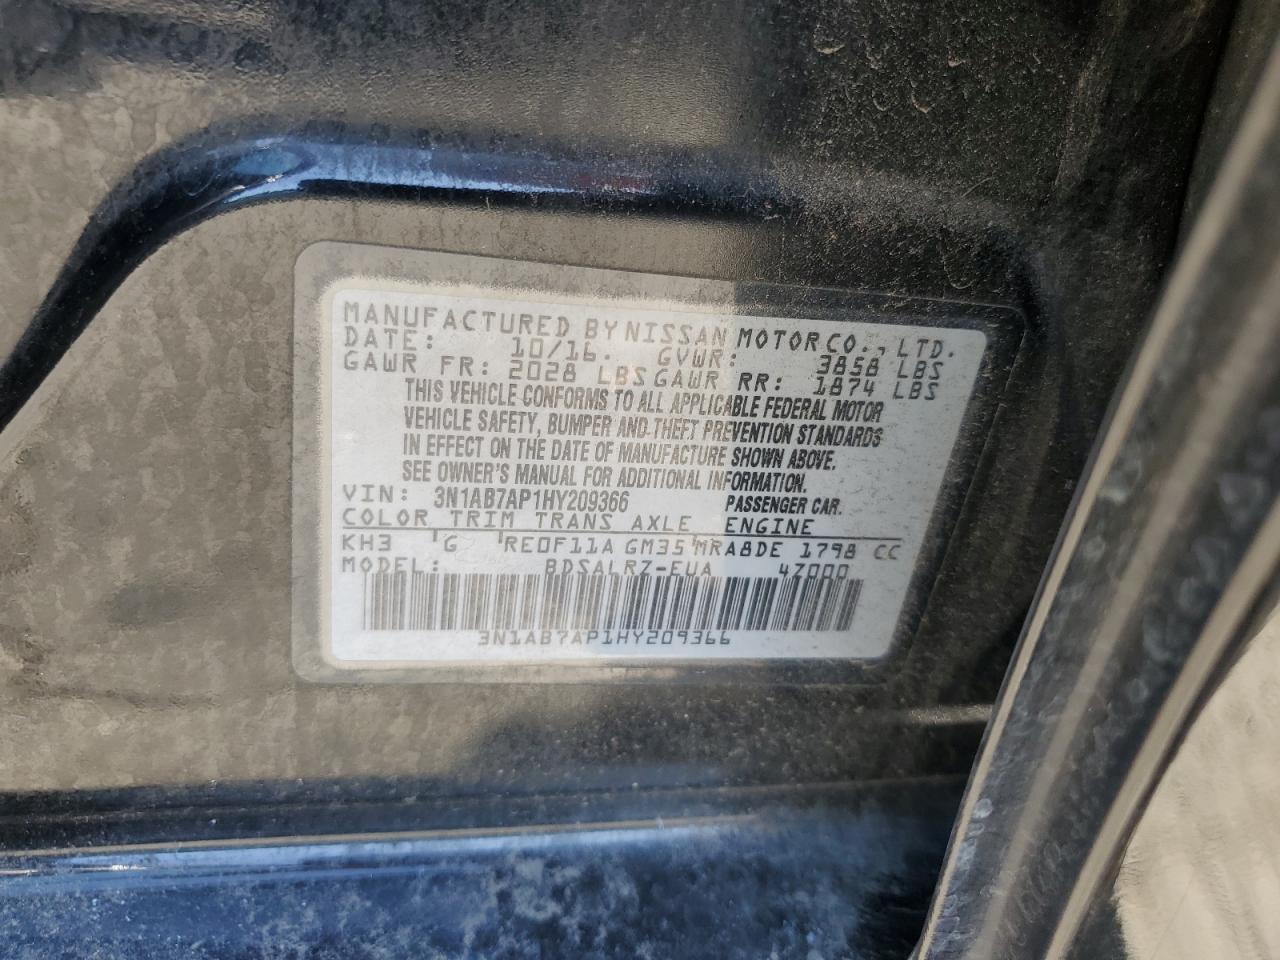 MANUFACTURED BY NISSAN MOTOR CO., LTD.
DATE: 10/16. GVWR: 3858 LBS
GAWR FR: 2028 LBS GAWR RR: 1874 LBS
THIS VEHICLE CONFORMS TO ALL APPLICABLE FEDERAL MOTOR
VEHICLE SAFETY, BUMPER AND THEFT PREVENTION STANDARDS
IN EFFECT ON THE DATE OF MANUFACTURE SHOWN ABOVE.
SEE OWNER'S MANUAL FOR ADDITIONAL INFORMATION.
VIN: 3N1AB7AP1HY209366 PASSENGER CAR.
COLOR TRIM TRANS AXLE ENGINE
KH3 'G 'RE0F11A GM35'MRA8DE 1798 CC
MODEL: BDSALRZ-EUA 4Z000
3N1AB7AP1HY209366